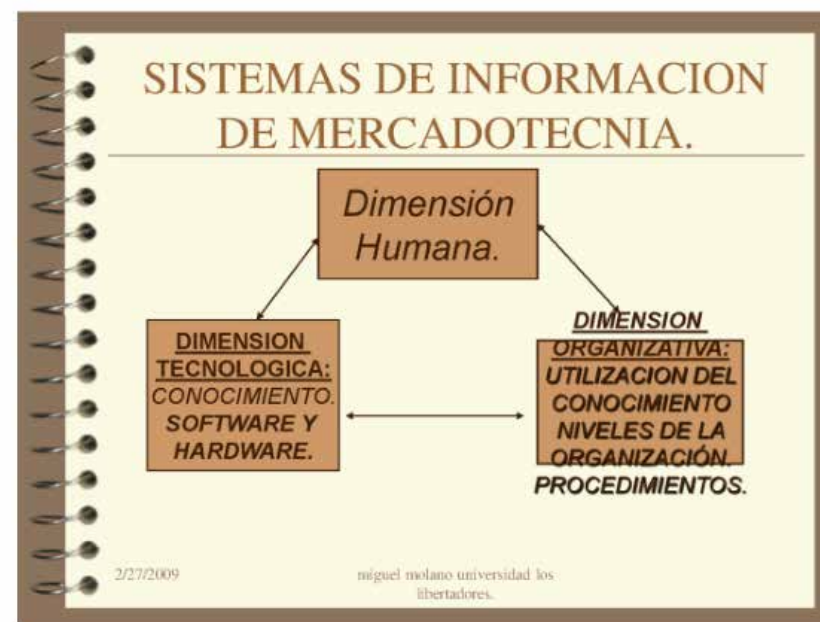 SISTEMAS DE INFORMACION
DE MERCADOTECNIA.
Dimensión
Humana.
DIMENSION
TECNOLOGICA:
CONOCIMIENTO.
SOFTWARE Y
HARDWARE.
DIMENSION
ORGANIZATIVA:
UTILIZACION DEL
CONOCIMIENTO
NIVELES DE LA
ORGANIZACIÓN.
PROCEDIMIENTOS.
2/27/2009
miguel molano universidad los
libertadores.